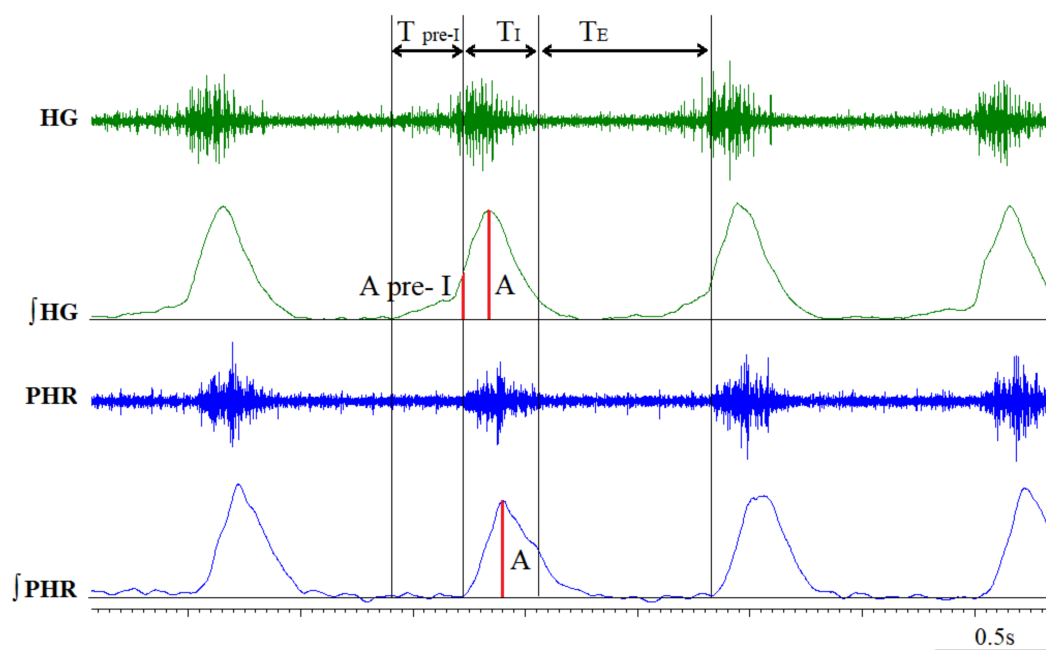 T pre-I TI TE
HG
A pre- I A
∫HG
PHR
A
∫PHR
0.5s